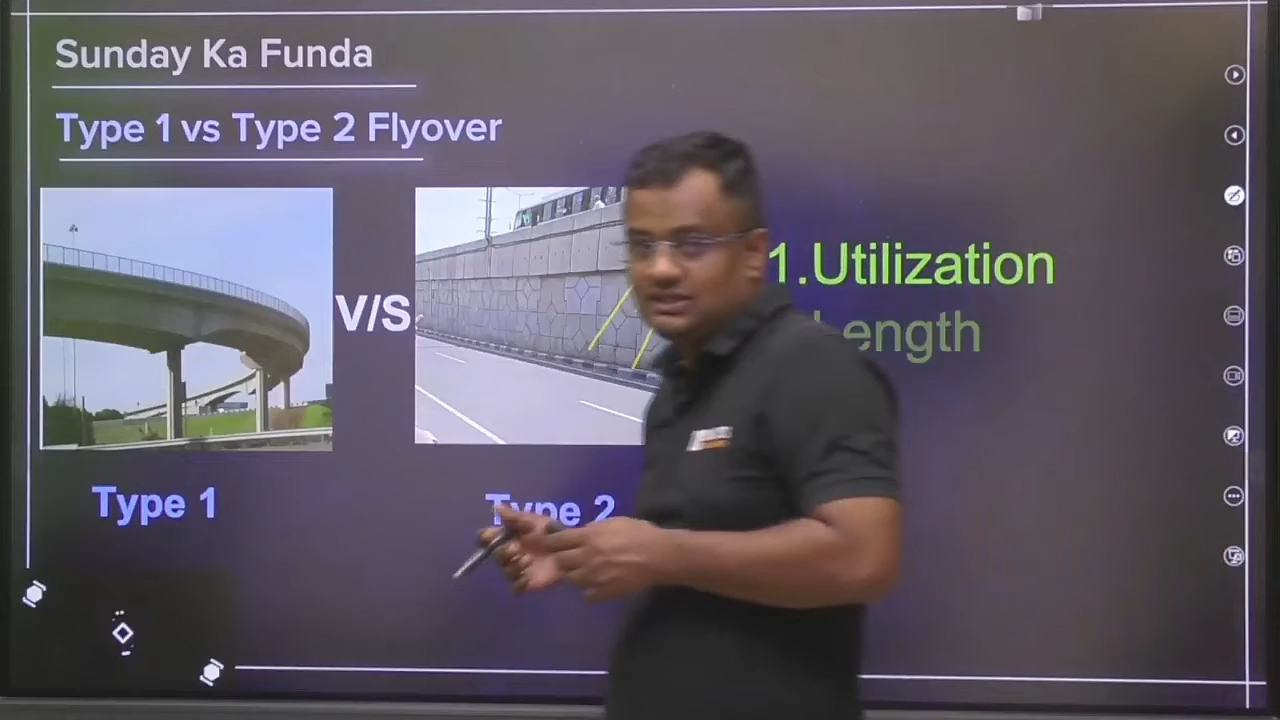 Sunday Ka Funda
Type 1 vs Type 2 Flyover
V/S
1.Utilization
Length
Type 1
Type 2